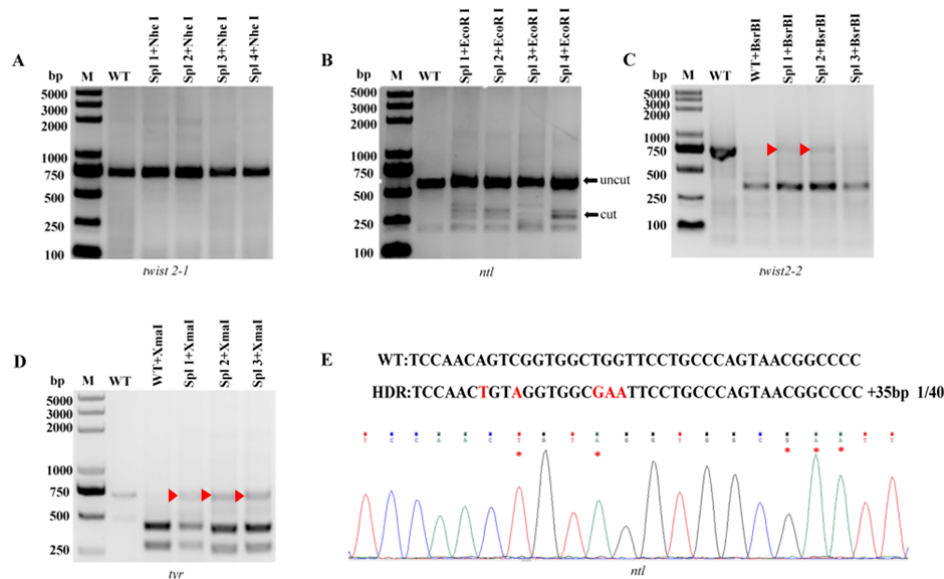 A
bp
M
WT
Spl 1+Nhe I
Spl 2+Nhe I
Spl 3+Nhe I
Spl 4+Nhe I
5000
3000
2000
1000
750
500
250
100
twist 2-1
B
bp
M
WT
Spl 1+EcoR I
Spl 2+EcoR I
Spl 3+EcoR I
Spl 4+EcoR I
5000
3000
2000
1000
750
500
250
100
uncut
cut
ntl
C
bp
M
WT
WT+BsrBI
Spl 1+BsrBI
Spl 2+BsrBI
Spl 3+BsrBI
5000
3000
2000
1000
750
500
250
100
twist2-2
D
bp
M
WT
WT+XmaI
Spl 1+XmaI
Spl 2+XmaI
Spl 3+XmaI
5000
3000
2000
1000
750
500
250
tyr
E
WT:TCCAACAGTCGGTGGCTGGTTCCTGCCCAGTAACGGCCCC
HDR:TCCAACTGTAGGTGGCGAATTCCTGCCCAGTAACGGCCCC +35bp 1/40
T C C A A C T G T A G G T G G C G A A T T
* * * * *
ntl